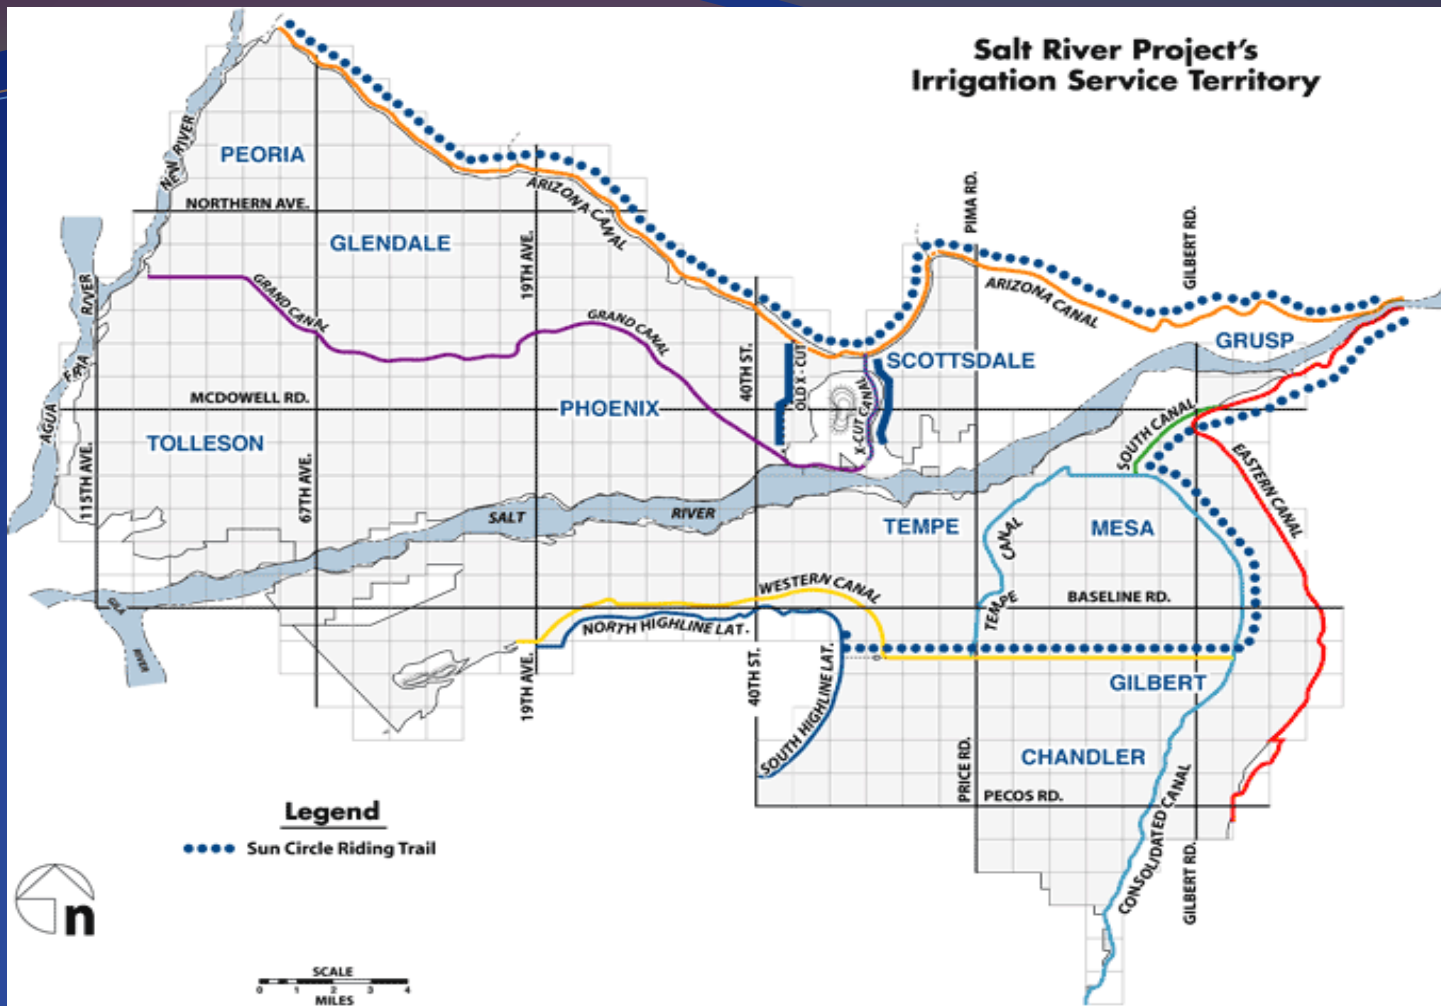 Salt River Project's
Irrigation Service Territory
NEW RIVER
PEORIA
NORTHERN AVE.
GLENDALE
ARIZONA CANAL
19TH AVE.
PIMA RD.
GILBERT RD.
AGUA FRIA RIVER
GRAND CANAL
GRAND CANAL
ARIZONA CANAL
GRUSP
40TH ST.
OLD X - CUT
X-CUT CANAL
SCOTTSDALE
MCDOWELL RD.
PHOENIX
TOLLESON
SOUTH CANAL
EASTERN CANAL
115TH AVE.
67TH AVE.
SALT RIVER
TEMPE
MESA
TEMPE CANAL
WESTERN CANAL
BASELINE RD.
GILA RIVER
NORTH HIGHLINE LAT.
19TH AVE.
40TH ST.
SOUTH HIGHLINE LAT.
GILBERT
CHANDLER
PRICE RD.
PECOS RD.
CONSOLIDATED CANAL
GILBERT RD.
Legend
Sun Circle Riding Trail
n
SCALE
0 1 2 3 4
MILES